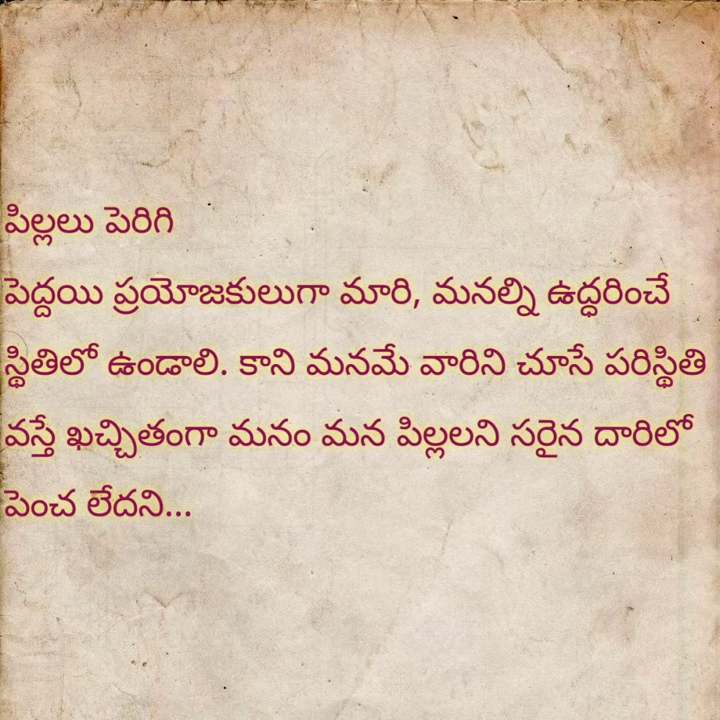 పిల్లలు పెరిగి
పెద్దయి ప్రయోజకులుగా మారి, మనల్ని ఉద్ధరించే
స్థితిలో ఉండాలి. కాని మనమే వారిని చూసే పరిస్థితి
వస్తే ఖచ్చితంగా మనం మన పిల్లలని సరైన దారిలో
పెంచ లేదని...